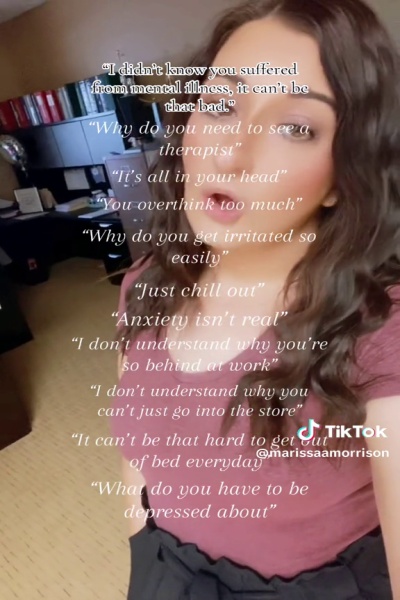 “I didn’t know you suffered
from mental illness, it can’t be
that bad.”
“Why do you need to see a
therapist”
“It’s all in your head”
“You overthink too much”
“Why do you get irritated so
easily”
“Just chill out”
“Anxiety isn’t real”
“I don’t understand why you’re
so behind at work”
“I don’t understand why you
can’t just go into the store”
“It can’t be that hard to get out
of bed everyday”
“What do you have to be
depressed about”
TikTok
@marissaamorrison